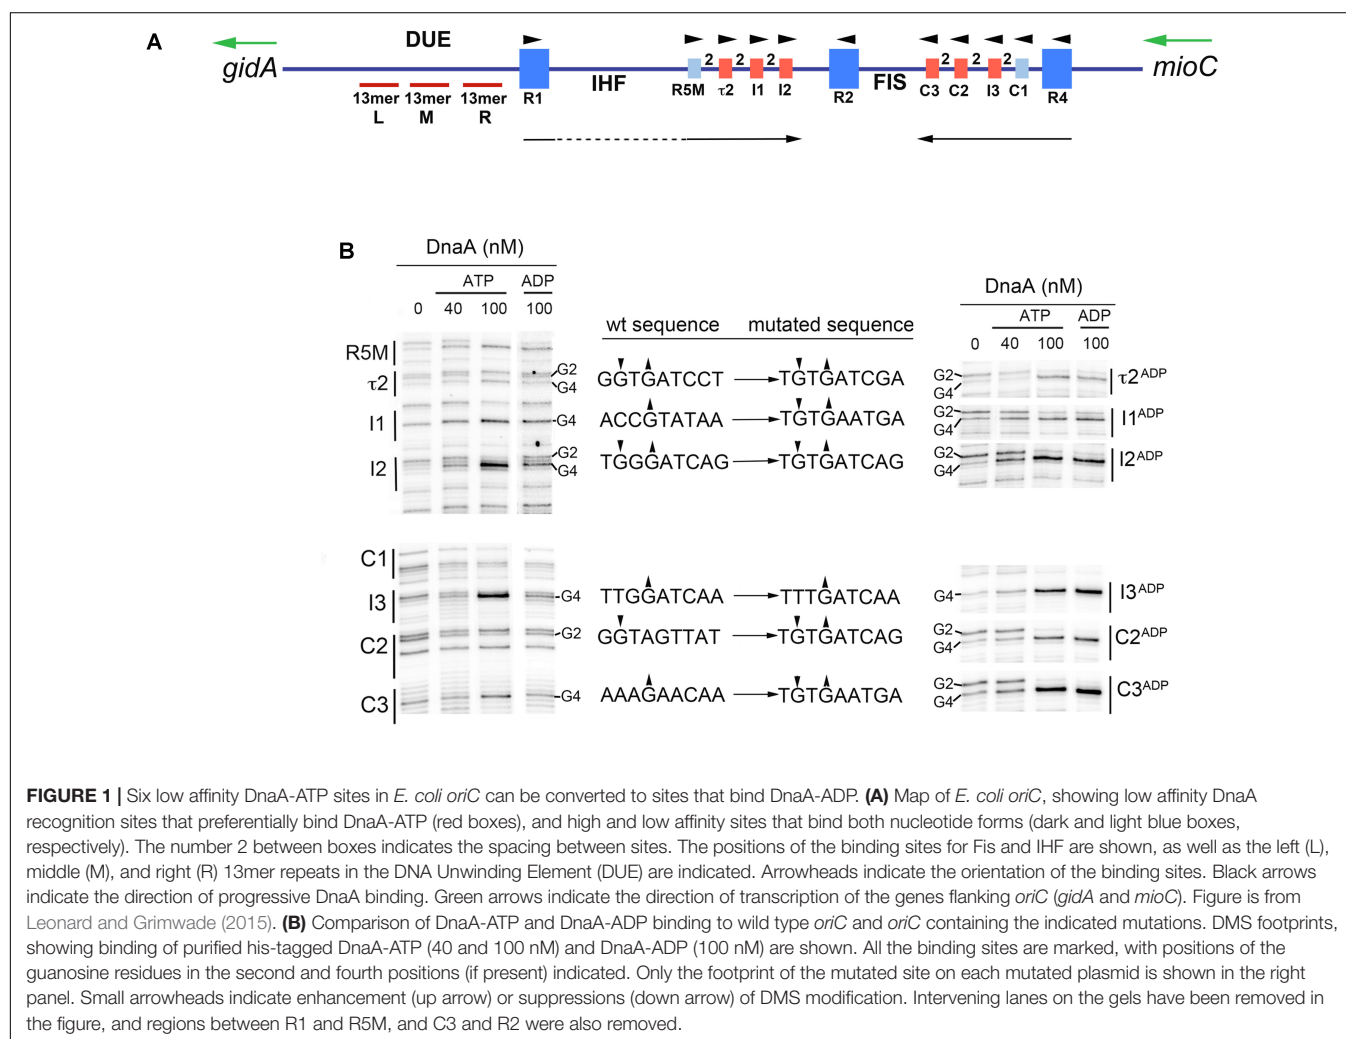 A
DUE
gidA
IHF
FIS
mioC
2 2 2 2 2 2
13mer 13mer 13mer
L M R
R1 R5M τ2 I1 I2 R2 C3 C2 I3 C1 R4
B
DnaA (nM)
ATP ADP
0 40 100 100
wt sequence mutated sequence
DnaA (nM)
ATP ADP
0 40 100 100
R5M
τ2 G2 G4 GGTGATCCT TGTGATCGA G2 G4 τ2ADP
I1 G4 ACCGTATAA TGTGAATGA G2 G4 I1ADP
I2 G2 G4 TGGGATCAG TGTGATCAG G2 G4 I2ADP
C1
I3 G4 TTGGATCAA TTTGATCAA G4 I3ADP
C2 G2 GGTAGTTAT TGTGATCAG G2 G4 C2ADP
C3 G4 AAAGAACAA TGTGAATGA G2 G4 C3ADP
FIGURE 1 | Six low affinity DnaA-ATP sites in E. coli oriC can be converted to sites that bind DnaA-ADP. (A) Map of E. coli oriC, showing low affinity DnaA
recognition sites that preferentially bind DnaA-ATP (red boxes), and high and low affinity sites that bind both nucleotide forms (dark and light blue boxes,
respectively). The number 2 between boxes indicates the spacing between sites. The positions of the binding sites for Fis and IHF are shown, as well as the left (L),
middle (M), and right (R) 13mer repeats in the DNA Unwinding Element (DUE) are indicated. Arrowheads indicate the orientation of the binding sites. Black arrows
indicate the direction of progressive DnaA binding. Green arrows indicate the direction of transcription of the genes flanking oriC (gidA and mioC). Figure is from
Leonard and Grimwade (2015). (B) Comparison of DnaA-ATP and DnaA-ADP binding to wild type oriC and oriC containing the indicated mutations. DMS footprints,
showing binding of purified his-tagged DnaA-ATP (40 and 100 nM) and DnaA-ADP (100 nM) are shown. All the binding sites are marked, with positions of the
guanosine residues in the second and fourth positions (if present) indicated. Only the footprint of the mutated site on each mutated plasmid is shown in the right
panel. Small arrowheads indicate enhancement (up arrow) or suppressions (down arrow) of DMS modification. Intervening lanes on the gels have been removed in
the figure, and regions between R1 and R5M, and C3 and R2 were also removed.